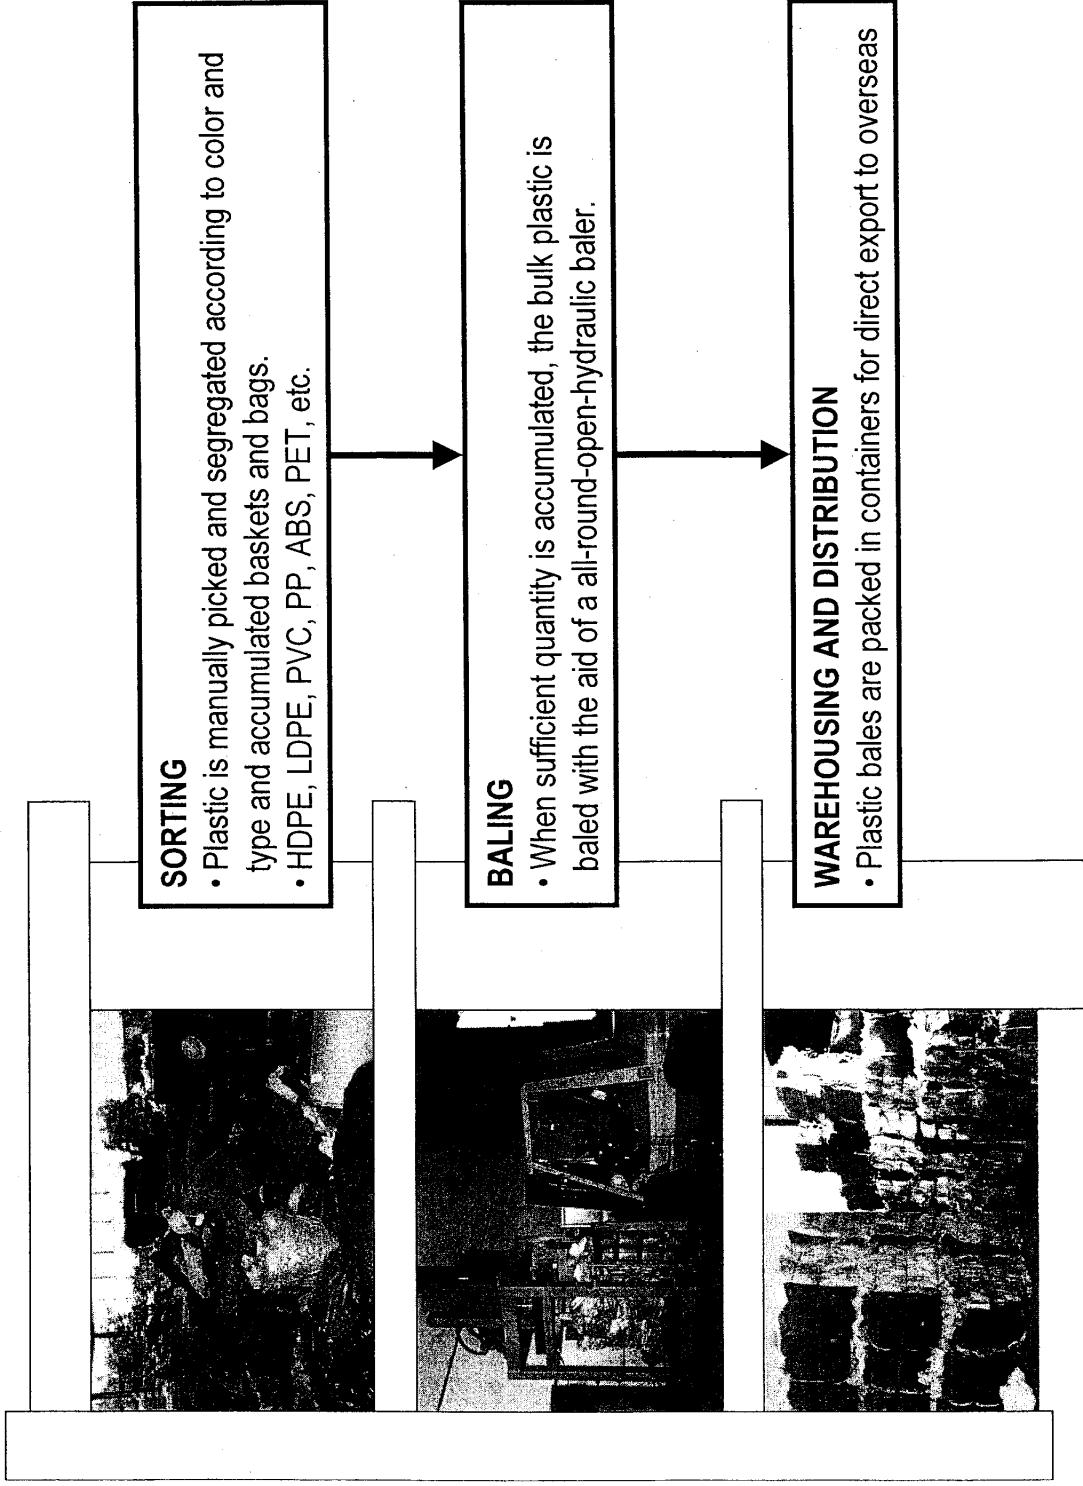 SORTING
• Plastic is manually picked and segregated according to color and
type and accumulated baskets and bags.
• HDPE, LDPE, PVC, PP, ABS, PET, etc.
BALING
• When sufficient quantity is accumulated, the bulk plastic is
baled with the aid of a all-round-open-hydraulic baler.
WAREHOUSING AND DISTRIBUTION
• Plastic bales are packed in containers for direct export to overseas